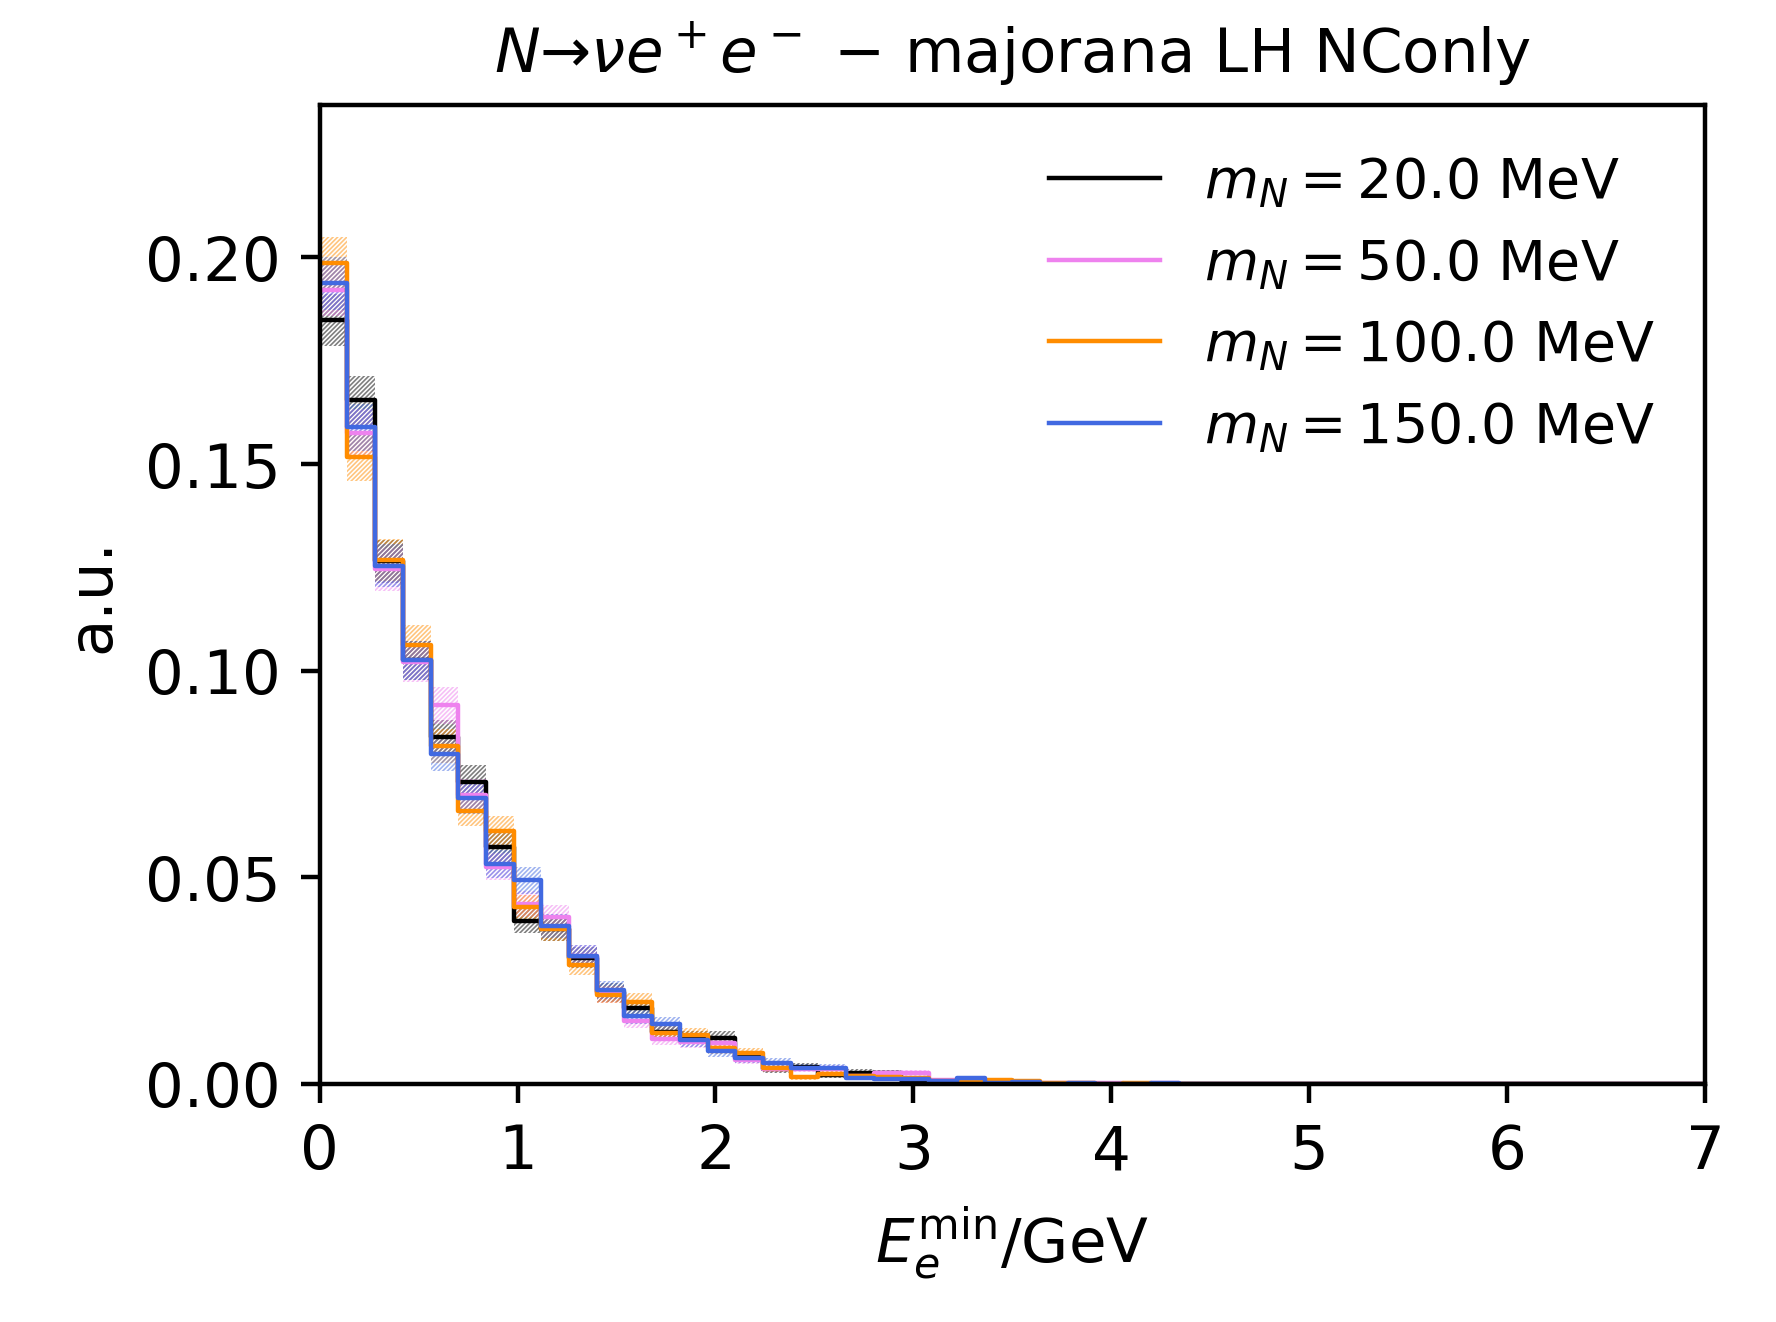 N→νe⁺e⁻ − majorana LH NConly
m_N = 20.0 MeV
m_N = 50.0 MeV
m_N = 100.0 MeV
m_N = 150.0 MeV
a.u.
0.20
0.15
0.10
0.05
0.00
0 1 2 3 4 5 6 7
E_e^min/GeV